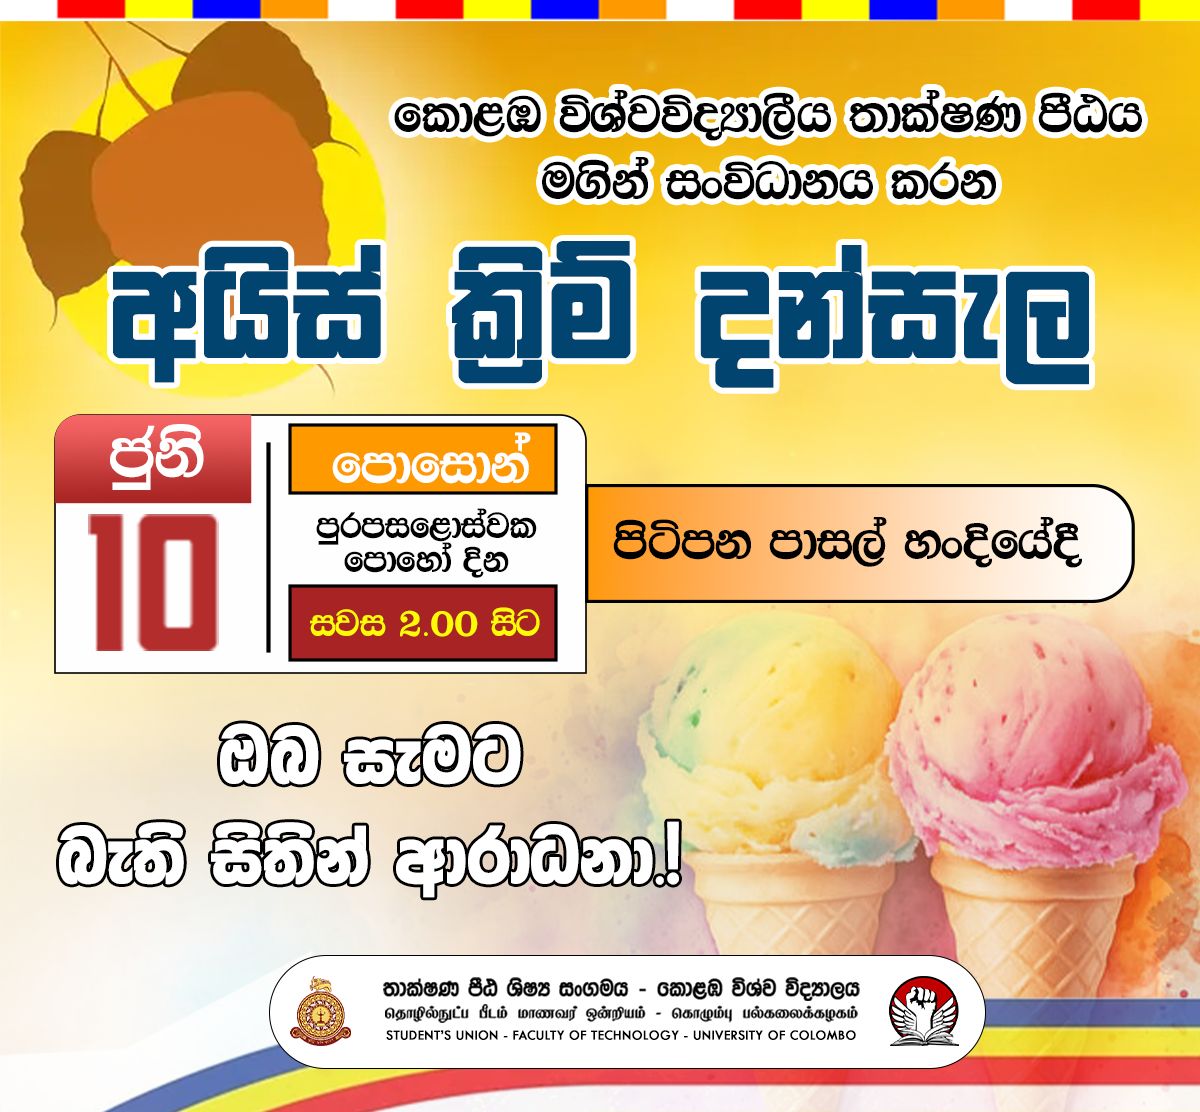 කොළඹ විශ්වවිද්‍යාලීය තාක්ෂණ පීඨය
මගින් සංවිධානය කරන
අයිස් ක්‍රිම් දන්සැල
ජුනි
10
පොසොන්
පුරපසළොස්වක
පොහෝ දින
සවස 2.00 සිට
පිටිපන පාසල් හංදියේදී
ඔබ සැමට
බැති සිතින් ආරාධනා.!
තාක්ෂණ පීඨ ශිෂ්‍ය සංගමය - කොළඹ විශ්ව විද්‍යාලය
தொழில்நுட்ப பீடம் மாணவர் ஒன்றியம் - கொழும்பு பல்கலைக்கழகம்
STUDENT'S UNION - FACULTY OF TECHNOLOGY - UNIVERSITY OF COLOMBO